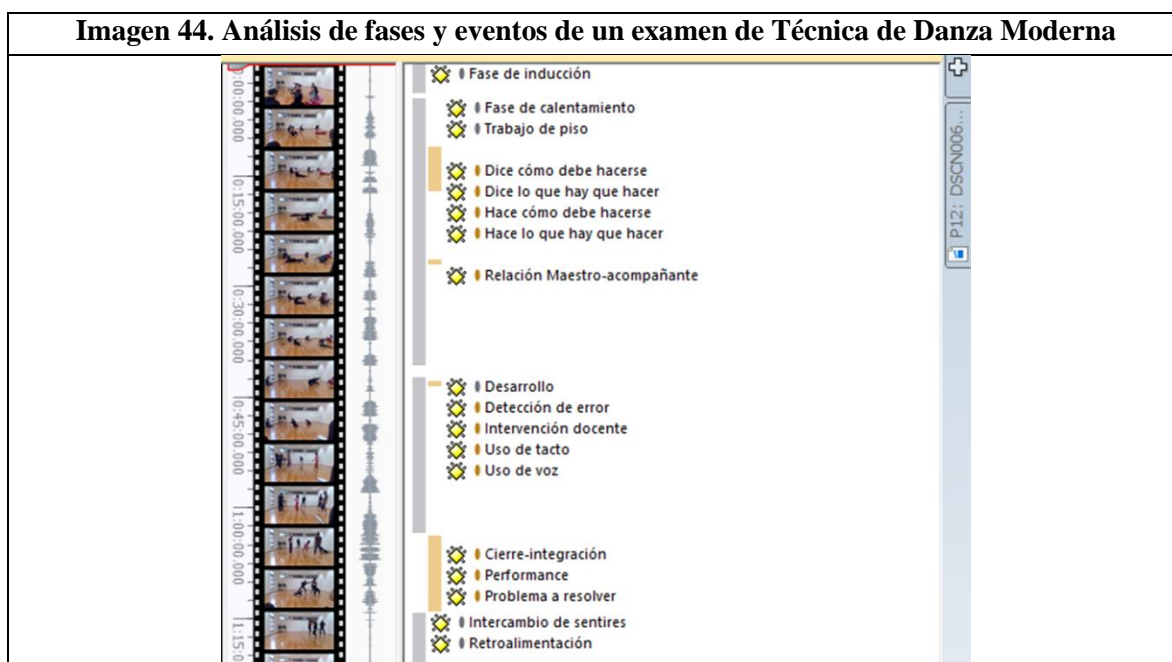 Imagen 44. Análisis de fases y eventos de un examen de Técnica de Danza Moderna
Fase de inducción
Fase de calentamiento
Trabajo de piso
Dice cómo debe hacerse
Dice lo que hay que hacer
Hace cómo debe hacerse
Hace lo que hay que hacer
Relación Maestro-acompañante
Desarrollo
Detección de error
Intervención docente
Uso de tacto
Uso de voz
Cierre-integración
Performance
Problema a resolver
Intercambio de sentires
Retroalimentación
0:00:00.000
0:15:00.000
0:30:00.000
0:45:00.000
1:00:00.000
1:15:0
P12: DSCN006...